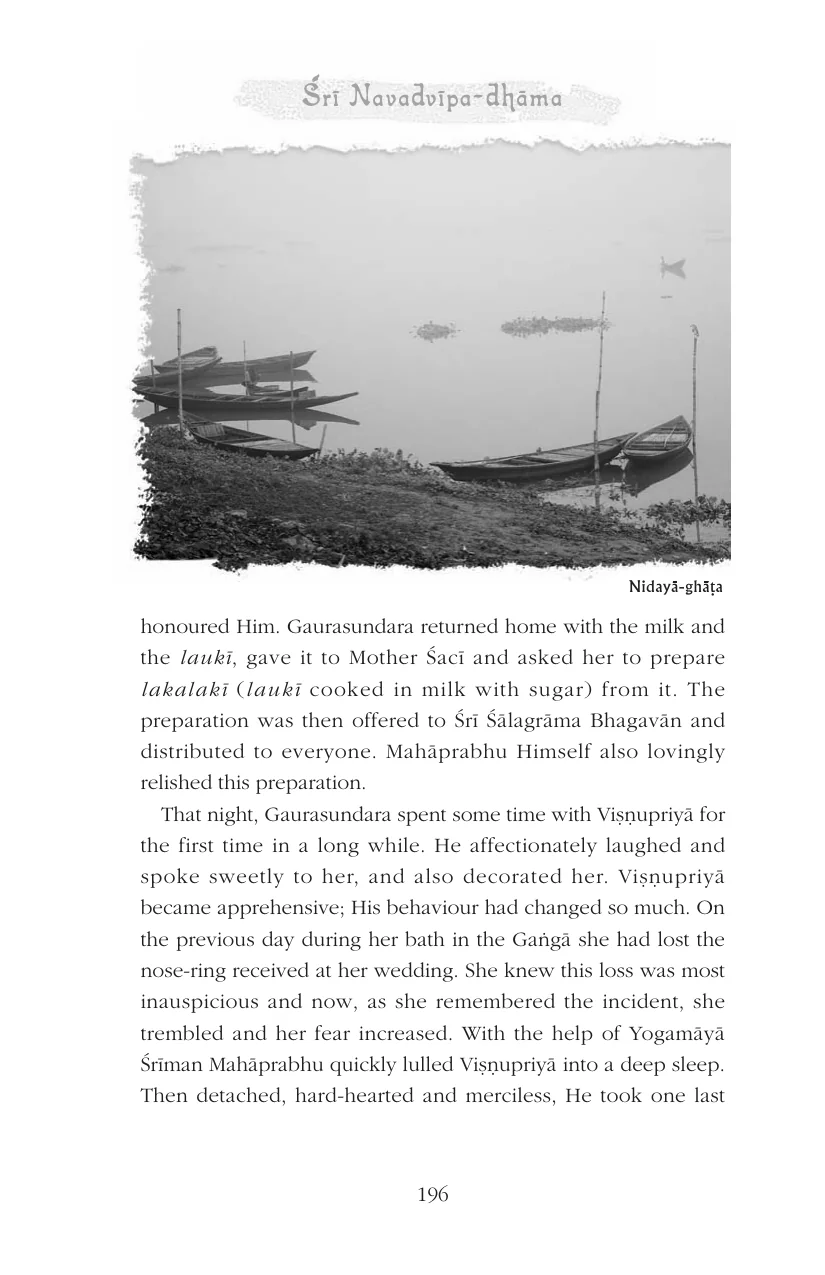 Śrī Navadvīpa-dhāma
Nidayā-ghāṭa
honoured Him. Gaurasundara returned home with the milk and
the laukī, gave it to Mother Śacī and asked her to prepare
lakalakī (laukī cooked in milk with sugar) from it. The
preparation was then offered to Śrī Śālagrāma Bhagavān and
distributed to everyone. Mahāprabhu Himself also lovingly
relished this preparation.
That night, Gaurasundara spent some time with Viṣṇupriyā for
the first time in a long while. He affectionately laughed and
spoke sweetly to her, and also decorated her. Viṣṇupriyā
became apprehensive; His behaviour had changed so much. On
the previous day during her bath in the Gaṅgā she had lost the
nose-ring received at her wedding. She knew this loss was most
inauspicious and now, as she remembered the incident, she
trembled and her fear increased. With the help of Yogamāyā
Śrīman Mahāprabhu quickly lulled Viṣṇupriyā into a deep sleep.
Then detached, hard-hearted and merciless, He took one last
196